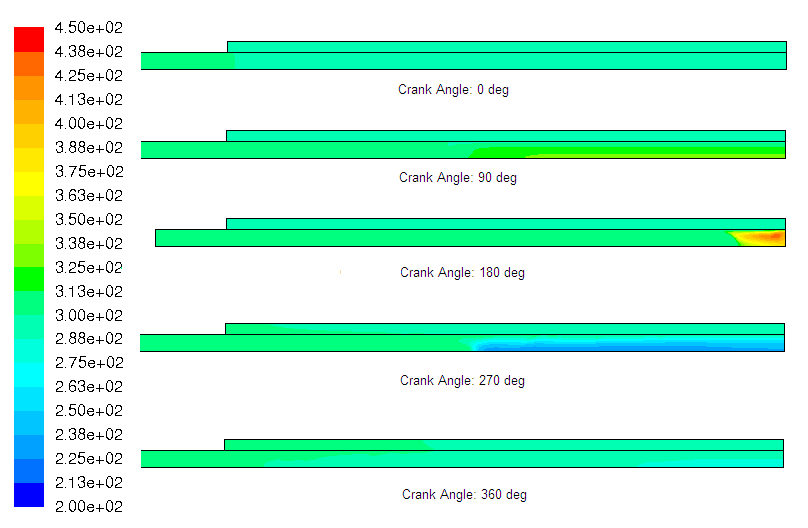 4.50e+02
4.38e+02
4.25e+02
4.13e+02
4.00e+02
3.88e+02
3.75e+02
3.63e+02
3.50e+02
3.38e+02
3.25e+02
3.13e+02
3.00e+02
2.88e+02
2.75e+02
2.63e+02
2.50e+02
2.38e+02
2.25e+02
2.13e+02
2.00e+02
Crank Angle: 0 deg
Crank Angle: 90 deg
Crank Angle: 180 deg
Crank Angle: 270 deg
Crank Angle: 360 deg